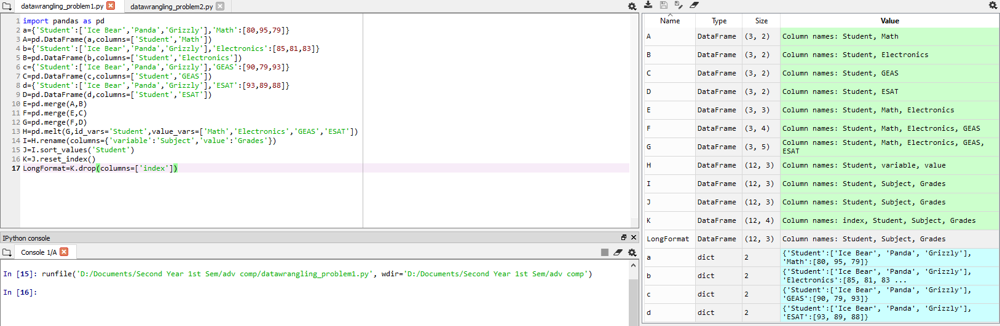 datawrangling_problem1.py
datawrangling_problem2.py
1 import pandas as pd
2 a={'Student':['Ice Bear','Panda','Grizzly'],'Math':[80,95,79]}
3 A=pd.DataFrame(a,columns=['Student','Math'])
4 b={'Student':['Ice Bear','Panda','Grizzly'],'Electronics':[85,81,83]}
5 B=pd.DataFrame(b,columns=['Student','Electronics'])
6 c={'Student':['Ice Bear','Panda','Grizzly'],'GEAS':[90,79,93]}
7 C=pd.DataFrame(c,columns=['Student','GEAS'])
8 d={'Student':['Ice Bear','Panda','Grizzly'],'ESAT':[93,89,88]}
9 D=pd.DataFrame(d,columns=['Student','ESAT'])
10 E=pd.merge(A,B)
11 F=pd.merge(E,C)
12 G=pd.merge(F,D)
13 H=pd.melt(G,id_vars='Student',value_vars=['Math','Electronics','GEAS','ESAT'])
14 I=H.rename(columns={'variable':'Subject','value':'Grades'})
15 J=I.sort_values('Student')
16 K=J.reset_index()
17 LongFormat=K.drop(columns=['index'])
IPython console
Console 1/A
In [15]: runfile('D:/Documents/Second Year 1st Sem/adv comp/datawrangling_problem1.py', wdir='D:/Documents/Second Year 1st Sem/adv comp')
In [16]:
Name Type Size Value
A DataFrame (3, 2) Column names: Student, Math
B DataFrame (3, 2) Column names: Student, Electronics
C DataFrame (3, 2) Column names: Student, GEAS
D DataFrame (3, 2) Column names: Student, ESAT
E DataFrame (3, 3) Column names: Student, Math, Electronics
F DataFrame (3, 4) Column names: Student, Math, Electronics, GEAS
G DataFrame (3, 5) Column names: Student, Math, Electronics, GEAS,
ESAT
H DataFrame (12, 3) Column names: Student, variable, value
I DataFrame (12, 3) Column names: Student, Subject, Grades
J DataFrame (12, 3) Column names: Student, Subject, Grades
K DataFrame (12, 4) Column names: index, Student, Subject, Grades
LongFormat DataFrame (12, 3) Column names: Student, Subject, Grades
a dict 2 {'Student':['Ice Bear', 'Panda', 'Grizzly'],
'Math':[80, 95, 79]}
b dict 2 {'Student':['Ice Bear', 'Panda', 'Grizzly'],
'Electronics':[85, 81, 83 ...
c dict 2 {'Student':['Ice Bear', 'Panda', 'Grizzly'],
'GEAS':[90, 79, 93]}
d dict 2 {'Student':['Ice Bear', 'Panda', 'Grizzly'],
'ESAT':[93, 89, 88]}